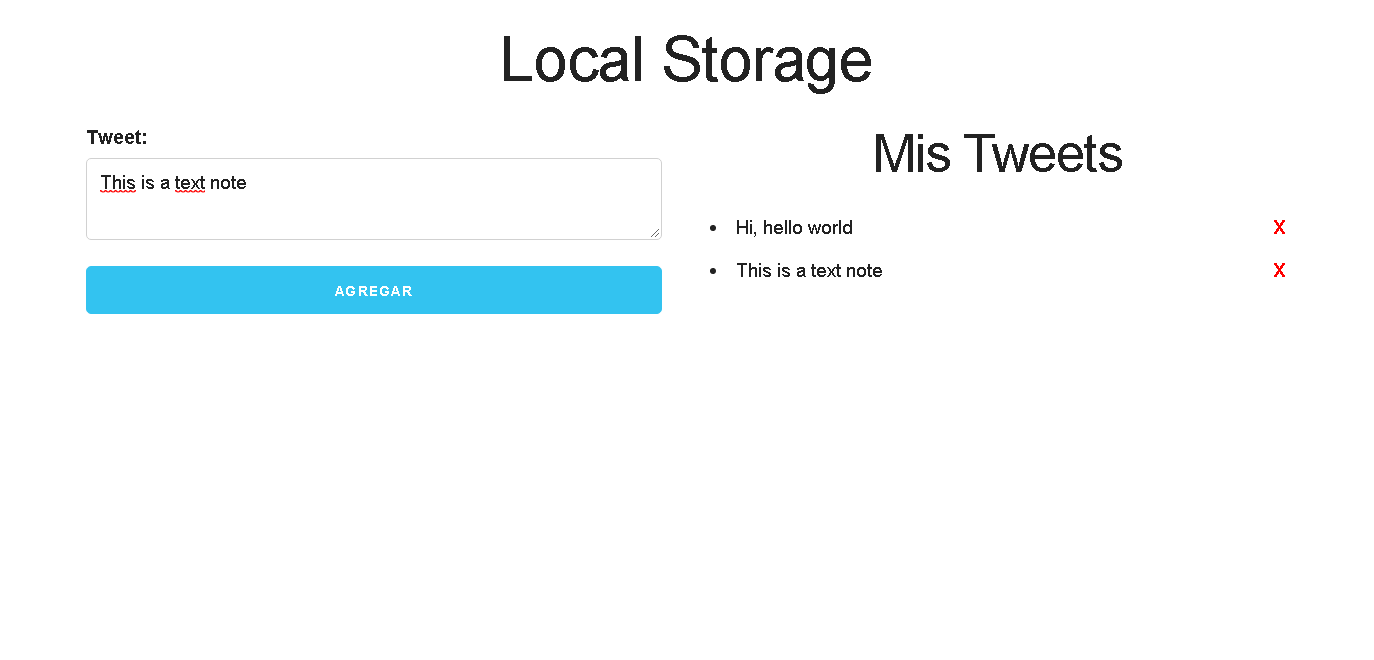 Local Storage
Tweet:
This is a text note
AGREGAR
Mis Tweets
Hi, hello world X
This is a text note X